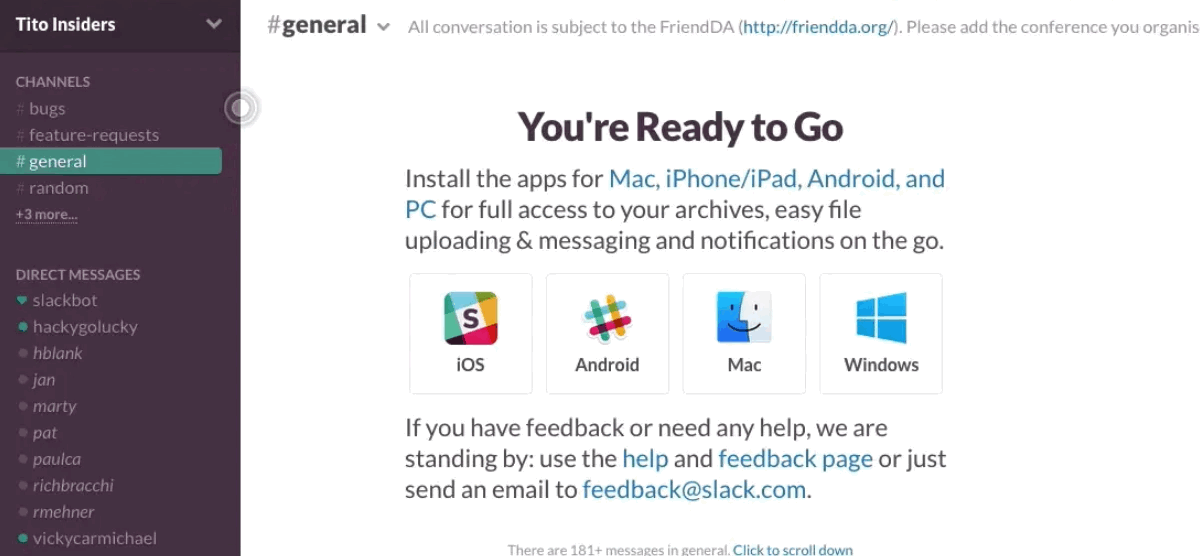 Tito Insiders
CHANNELS
# bugs
# feature-requests
# general
# random
+3 more...
DIRECT MESSAGES
slackbot
hackygolucky
hblank
jan
marty
pat
paulca
richbracchi
rmehner
vickycarmichael
#general
All conversation is subject to the FriendDA (http://friendda.org/). Please add the conference you organis
You're Ready to Go
Install the apps for Mac, iPhone/iPad, Android, and
PC for full access to your archives, easy file
uploading & messaging and notifications on the go.
S
iOS
Android
Mac
Windows
If you have feedback or need any help, we are
standing by: use the help and feedback page or just
send an email to feedback@slack.com.
There are 181+ messages in general. Click to scroll down